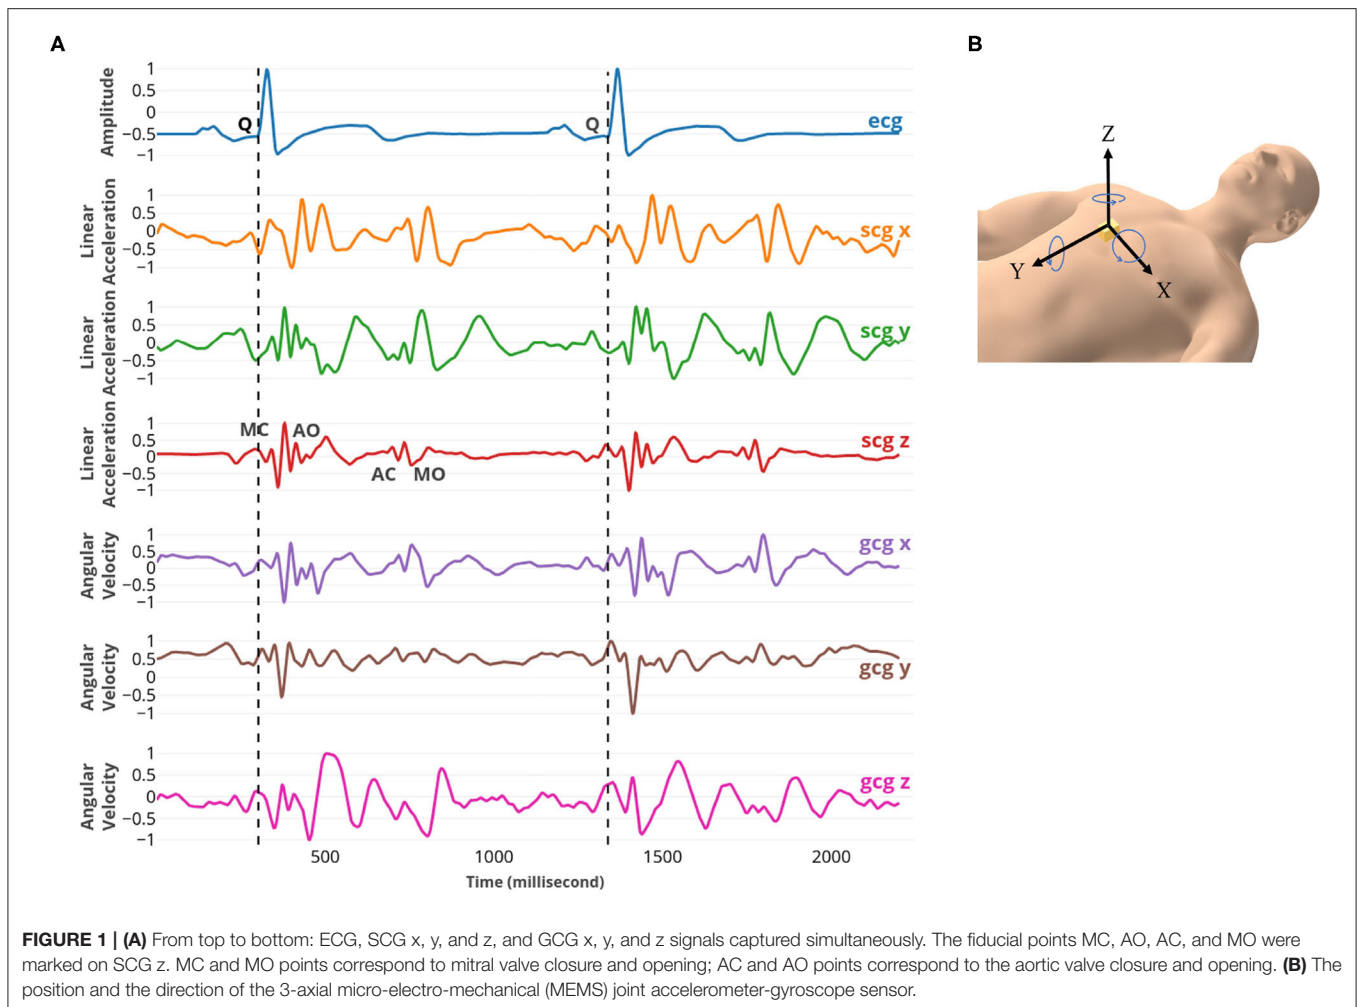 A
B
Amplitude
1
0.5
0
−0.5
−1
Q
Q
ecg
Linear
Acceleration
1
0.5
0
−0.5
−1
scg x
Linear
Acceleration
1
0.5
0
−0.5
−1
scg y
Linear
Acceleration
1
0.5
0
−0.5
−1
MC
AO
AC
MO
scg z
Angular
Velocity
1
0.5
0
−0.5
−1
gcg x
Angular
Velocity
1
0.5
0
−0.5
−1
gcg y
Angular
Velocity
1
0.5
0
−0.5
−1
gcg z
500
1000
1500
2000
Time (millisecond)
Z
Y
X
FIGURE 1 | (A) From top to bottom: ECG, SCG x, y, and z, and GCG x, y, and z signals captured simultaneously. The fiducial points MC, AO, AC, and MO were
marked on SCG z. MC and MO points correspond to mitral valve closure and opening; AC and AO points correspond to the aortic valve closure and opening. (B) The
position and the direction of the 3-axial micro-electro-mechanical (MEMS) joint accelerometer-gyroscope sensor.